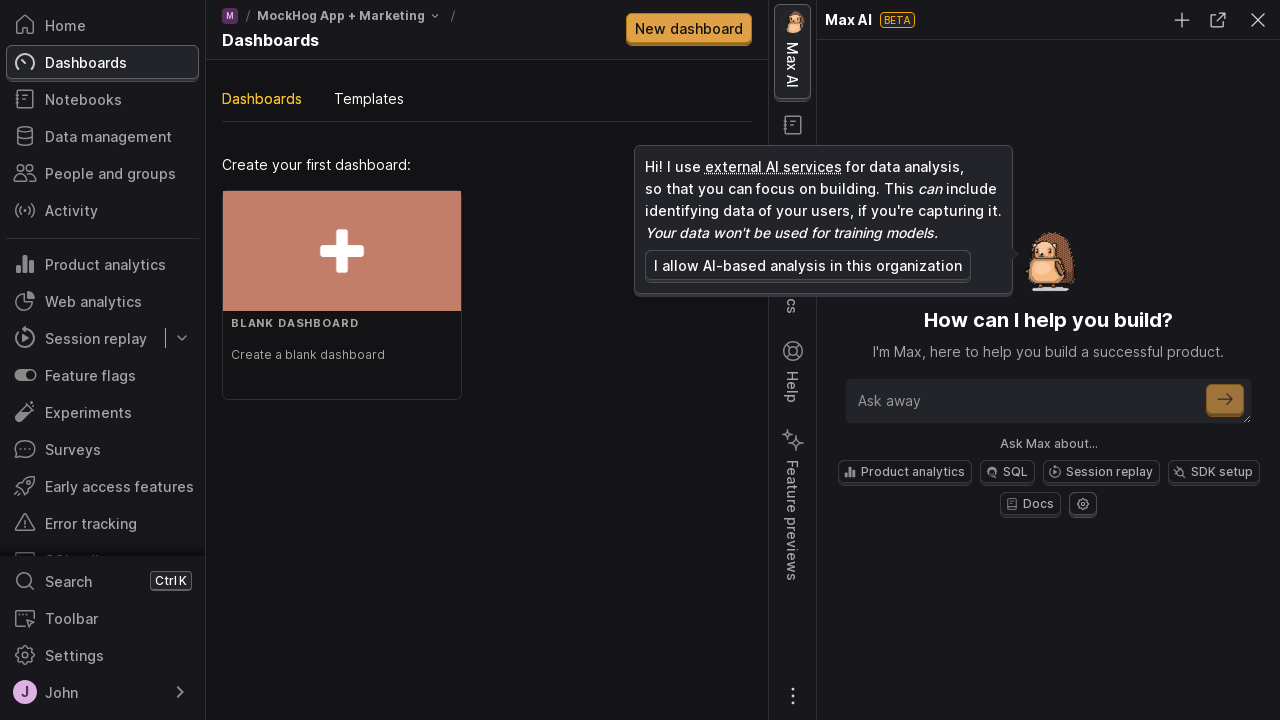 Home
Dashboards
Notebooks
Data management
People and groups
Activity
Product analytics
Web analytics
Session replay
Feature flags
Experiments
Surveys
Early access features
Error tracking
Search
Ctrl K
Toolbar
Settings
J
John
M / MockHog App + Marketing /
Dashboards
New dashboard
Dashboards
Templates
Create your first dashboard:
BLANK DASHBOARD
Create a blank dashboard
Max AI
Help
Feature previews
Max AI BETA
Hi! I use external AI services for data analysis,
so that you can focus on building. This can include
identifying data of your users, if you're capturing it.
Your data won't be used for training models.
I allow AI-based analysis in this organization
How can I help you build?
I'm Max, here to help you build a successful product.
Ask away
Ask Max about...
Product analytics
SQL
Session replay
SDK setup
Docs